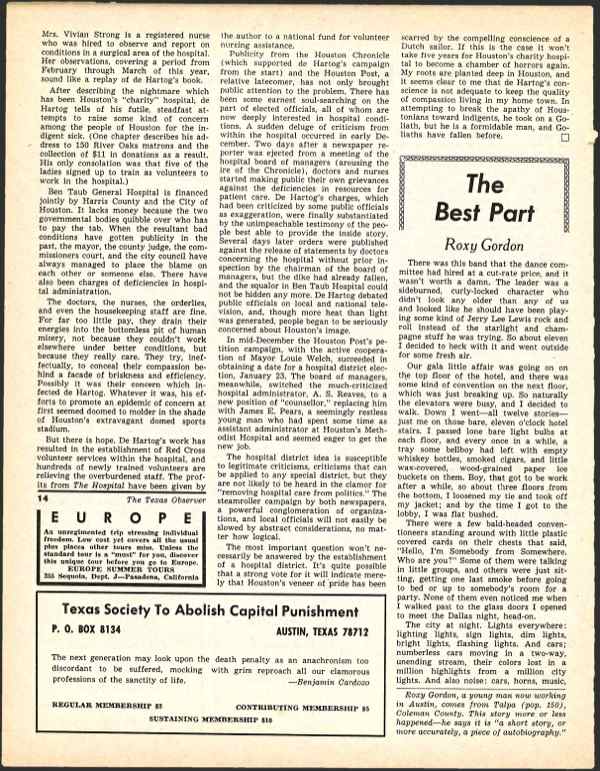 Mrs. Vivian Strong is a registered nurse
who was hired to observe and report on
conditions in a surgical area of the hospital.
Her observations, covering a period from
February through March of this year,
sound like a replay of de Hartog's book.
After describing the nightmare which
has been Houston's "charity" hospital, de
Hartog tells of his futile, steadfast at-
tempts to raise some kind of concern
among the people of Houston for the in-
digent sick. (One chapter describes his ad-
dress to 150 River Oaks matrons and the
collection of $11 in donations as a result.
His only consolation was that five of the
ladies signed up to train as volunteers to
work in the hospital.)
Ben Taub General Hospital is financed
jointly by Harris County and the City of
Houston. It lacks money because the two
governmental bodies quibble over who has
to pay the tab. When the resultant bad
conditions have gotten publicity in the
past, the mayor, the county judge, the com-
missioners court, and the city council have
always managed to place the blame on
each other or someone else. There have
also been charges of deficiencies in hospi-
tal administration.
The doctors, the nurses, the orderlies,
and even the housekeeping staff are fine.
For far too little pay, they drain their
energies into the bottomless pit of human
misery, not because they couldn't work
elsewhere under better conditions, but
because they really care. They try, inef-
fectually, to conceal their compassion be-
hind a facade of briskness and efficiency.
Possibly it was their concern which in-
fected de Hartog. Whatever it was, his ef-
forts to promote an epidemic of concern at
first seemed doomed to molder in the shade
of Houston's extravagant domed sports
stadium.
But there is hope. De Hartog's work has
resulted in the establishment of Red Cross
volunteer services within the hospital, and
hundreds of newly trained volunteers are
relieving the overburdened staff. The prof-
its from The Hospital have been given by
14 The Texas Observer
EUROPE
An unregimented trip stressing individual
freedom. Low cost yet covers all the usual
plus places other tours miss. Unless the
standard tour is a "must" for you, discover
this unique tour before you go to Europe.
EUROPE SUMMER TOURS
255 Sequoia, Dept. J—Pasadena, California
the author to a national fund for volunteer
nursing assistance.
Publicity from the Houston Chronicle
(which supported de Hartog's campaign
from the start) and the Houston Post, a
relative latecomer, has not only brought
public attention to the problem. There has
been some earnest soul-searching on the
part of elected officials, all of whom are
now deeply interested in hospital condi-
tions. A sudden deluge of criticism from
within the hospital occurred in early De-
cember. Two days after a newspaper re-
porter was ejected from a meeting of the
hospital board of managers (arousing the
ire of the Chronicle), doctors and nurses
started making public their own grievances
against the deficiencies in resources for
patient care. De Hartog's charges, which
had been criticized by some public officials
as exaggeration, were finally substantiated
by the unimpeachable testimony of the peo-
ple best able to provide the inside story.
Several days later orders were published
against the release of statements by doctors
concerning the hospital without prior in-
spection by the chairman of the board of
managers, but the dike had already fallen,
and the squalor in Ben Taub Hospital could
not be hidden any more. De Hartog debated
public officials on local and national tele-
vision, and, though more heat than light
was generated, people began to be seriously
concerned about Houston's image.
In mid-December the Houston Post's pe-
tition campaign, with the active coopera-
tion of Mayor Louie Welch, succeeded in
obtaining a date for a hospital district elec-
tion, January 23. The board of managers,
meanwhile, switched the much-criticized
hospital administrator, A. S. Reaves, to a
new position of "counsellor," replacing him
with James E. Pears, a seemingly restless
young man who had spent some time as
assistant administrator at Houston's Meth-
odist Hospital and seemed eager to get the
new job.
The hospital district idea is susceptible
to legitimate criticisms, criticisms that can
be applied to any special district, but they
are not likely to be heard in the clamor for
"removing hospital care from politics." The
steamroller campaign by both newspapers,
a powerful conglomeration of organiza-
tions, and local officials will not easily be
slowed by abstract considerations, no mat-
ter how logical.
The most important question won't ne-
cessarily be answered by the establishment
of a hospital district. It's quite possible
that a strong vote for it will indicate mere-
ly that Houston's veneer of pride has been
scarred by the compelling conscience of a
Dutch sailor. If this is the case it won't
take five years for Houston's charity hospi-
tal to become a chamber of horrors again.
My roots are planted deep in Houston, and
it seems clear to me that de Hartog's con-
science is not adequate to keep the quality
of compassion living in my home town. In
attempting to break the apathy of Hous-
tonians toward indigents, he took on a Go-
liath, but he is a formidable man, and Go-
liaths have fallen before. □
The
Best Part
Roxy Gordon
There was this band that the dance com-
mittee had hired at a cut-rate price, and it
wasn't worth a damn. The leader was a
sideburned, curly-locked character who
didn't look any older than any of us
and looked like he should have been play-
ing some kind of Jerry Lee Lewis rock and
roll instead of the starlight and cham-
pagne stuff he was trying. So about eleven
I decided to heck with it and went outside
for some fresh air.
Our gala little affair was going on on
the top floor of the hotel, and there was
some kind of convention on the next floor,
which was just breaking up. So naturally
the elevators were busy, and I decided to
walk. Down I went—all twelve stories—
just me on those bare, eleven o'clock hotel
stairs. I passed lone bare light bulbs at
each floor, and every once in a while, a
tray some bellboy had left with empty
whiskey bottles, smoked cigars, and little
wax-covered, wood-grained paper ice
buckets on them. Boy, that got to be work
after a while, so about three floors from
the bottom, I loosened my tie and took off
my jacket; and by the time I got to the
lobby, I was flat bushed.
There were a few bald-headed conven-
tioneers standing around with little plastic
covered cards on their chests that said,
"Hello, I'm Somebody from Somewhere.
Who are you?" Some of them were talking
in little groups, and others were just sit-
ting, getting one last smoke before going
to bed or up to somebody's room for a
party. None of them even noticed me when
I walked past to the glass doors I opened
to meet the Dallas night, head-on.
The city at night. Lights everywhere:
lighting lights, sign lights, dim lights,
bright lights, flashing lights. And cars;
numberless cars moving in a two-way,
unending stream, their colors lost in a
million highlights from a million city
lights. And also noise: cars, horns, music,
Roxy Gordon, a young man now working
in Austin, comes from Talpa (pop. 150),
Coleman County. This story more or less
happened—he says it is "a short story, or
more accurately, a piece of autobiography."
Texas Society To Abolish Capital Punishment
P. O. BOX 8134 AUSTIN, TEXAS 78712
The next generation may look upon the death penalty as an anachronism too
discordant to be suffered, mocking with grim reproach all our clamorous
professions of the sanctity of life. —Benjamin Cardozo
REGULAR MEMBERSHIP $2 CONTRIBUTING MEMBERSHIP $5
SUSTAINING MEMBERSHIP $10